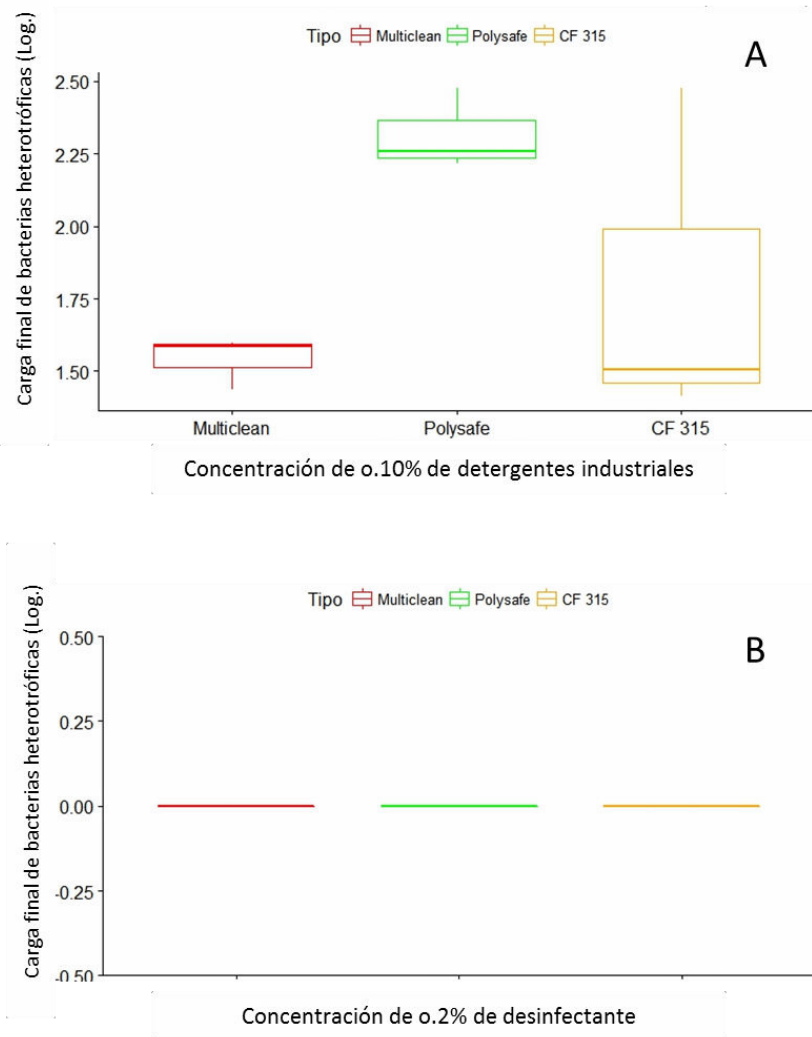 Tipo Multiclean Polysafe CF 315
A
Carga final de bacterias heterotróficas (Log.)
2.50
2.25
2.00
1.75
1.50
Multiclean Polysafe CF 315
Concentración de o.10% de detergentes industriales
Tipo Multiclean Polysafe CF 315
B
Carga final de bacterias heterotróficas (Log.)
0.50
0.25
0.00
-0.25
-0.50
Concentración de o.2% de desinfectante